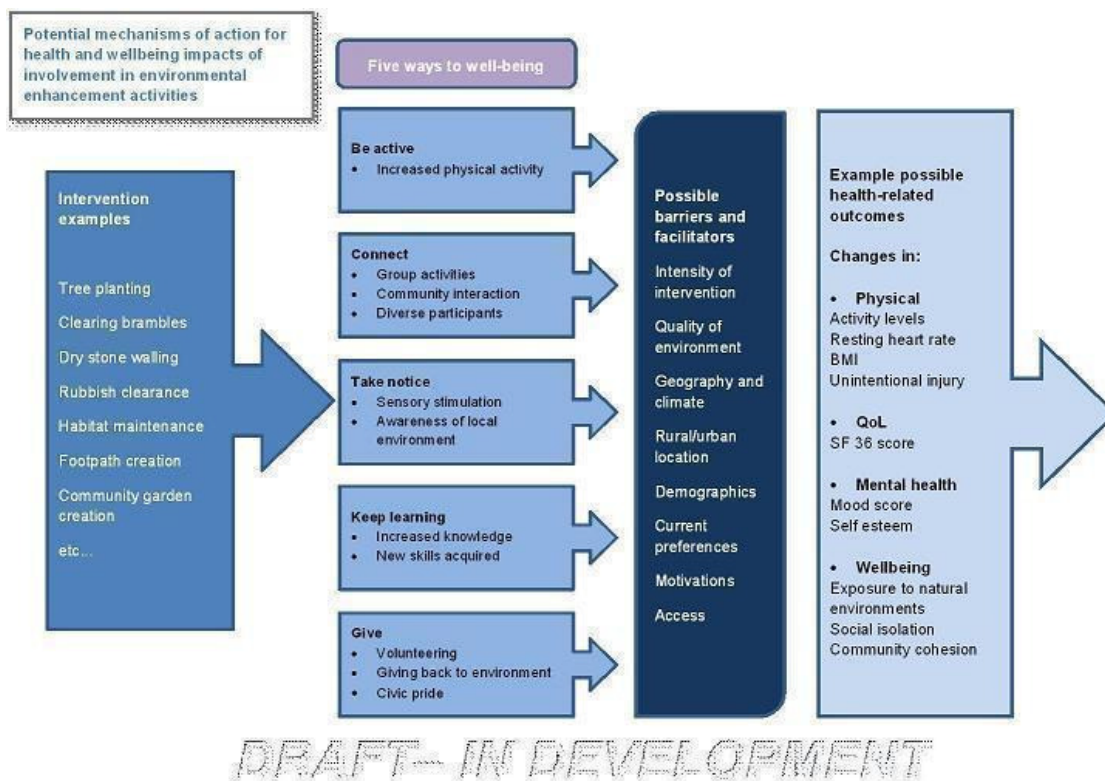 Potential mechanisms of action for
health and wellbeing impacts of
involvement in environmental
enhancement activities
Five ways to well-being
Intervention
examples
Tree planting
Clearing brambles
Dry stone walling
Rubbish clearance
Habitat maintenance
Footpath creation
Community garden
creation
etc...
Be active
• Increased physical activity
Connect
• Group activities
• Community interaction
• Diverse participants
Take notice
• Sensory stimulation
• Awareness of local
environment
Keep learning
• Increased knowledge
• New skills acquired
Give
• Volunteering
• Giving back to environment
• Civic pride
Possible
barriers and
facilitators
Intensity of
intervention
Quality of
environment
Geography and
climate
Rural/urban
location
Demographics
Current
preferences
Motivations
Access
Example possible
health-related
outcomes
Changes in:
• Physical
Activity levels
Resting heart rate
BMI
Unintentional injury
• QoL
SF 36 score
• Mental health
Mood score
Self esteem
• Wellbeing
Exposure to natural
environments
Social isolation
Community cohesion
DRAFT– IN DEVELOPMENT